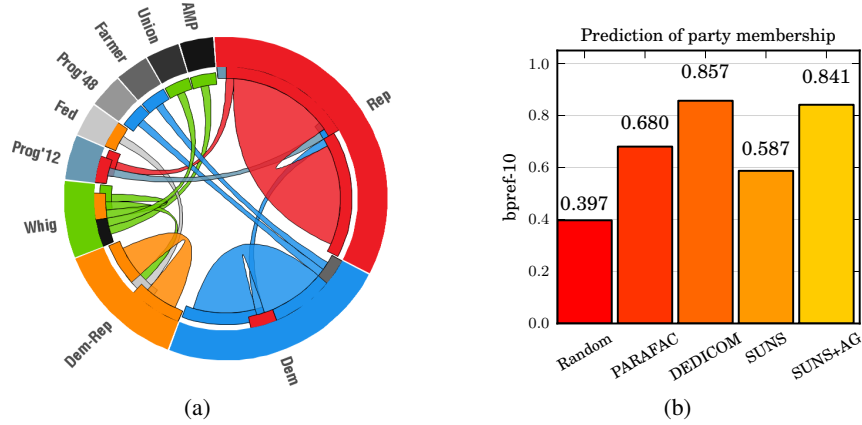 AMP
Union
Farmer
Prog'48
Fed
Prog'12
Whig
Dem-Rep
Dem
Rep
(a)
Prediction of party membership
bpref-10
1.0
0.8
0.6
0.4
0.2
0.0
0.397
0.680
0.857
0.587
0.841
Random
PARAFAC
DEDICOM
SUNS
SUNS+AG
(b)